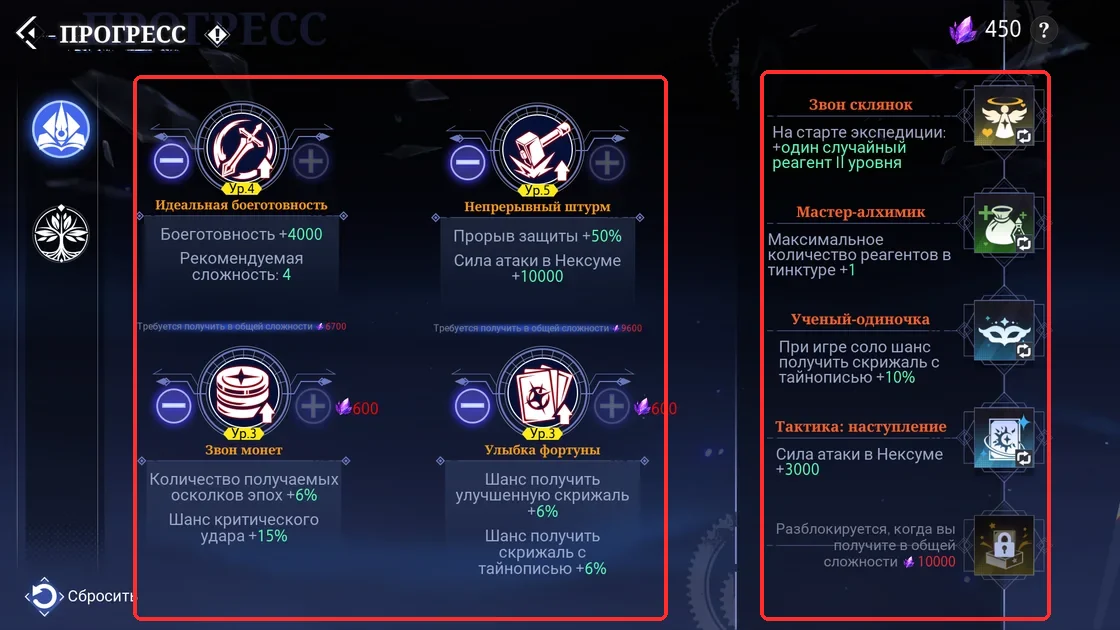 ПРОГРЕСС
450 ?
Ур.4
Идеальная боеготовность
Боеготовность +4000
Рекомендуемая
сложность: 4
Требуется получить в общей сложности 6700
Ур.5
Непрерывный штурм
Прорыв защиты +50%
Сила атаки в Нексуме
+10000
Требуется получить в общей сложности 9600
600
Ур.3
Звон монет
Количество получаемых
осколков эпох +6%
Шанс критического
удара +15%
600
Ур.3
Улыбка фортуны
Шанс получить
улучшенную скрижаль
+6%
Шанс получить
скрижаль с
тайнописью +6%
Сбросить
Звон склянок
На старте экспедиции:
+один случайный
реагент II уровня
Мастер-алхимик
Максимальное
количество реагентов в
тинктуре +1
Ученый-одиночка
При игре соло шанс
получить скрижаль с
тайнописью +10%
Тактика: наступление
Сила атаки в Нексуме
+3000
Разблокируется, когда вы
получите в общей
сложности 10000